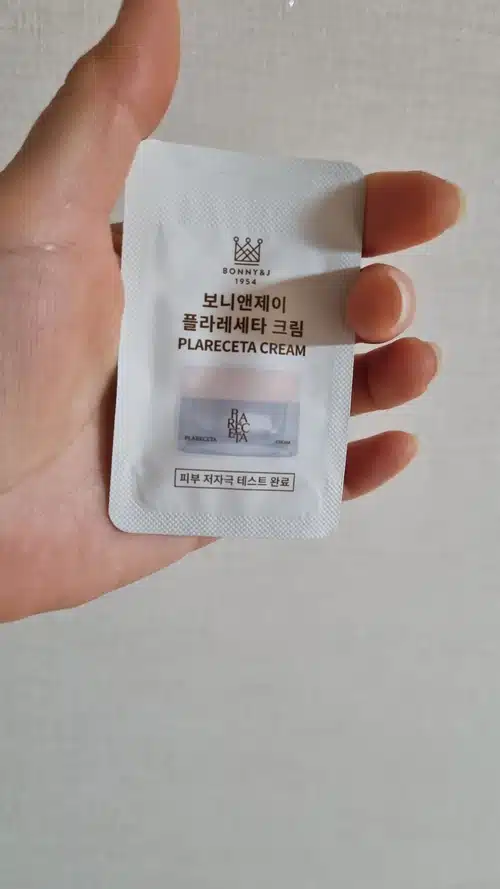 BONNY&J
1954
보니앤제이
플라레세타 크림
PLARECETA CREAM
PLA
REC
ETA
PLARECETA
CREAM
피부 저자극 테스트 완료